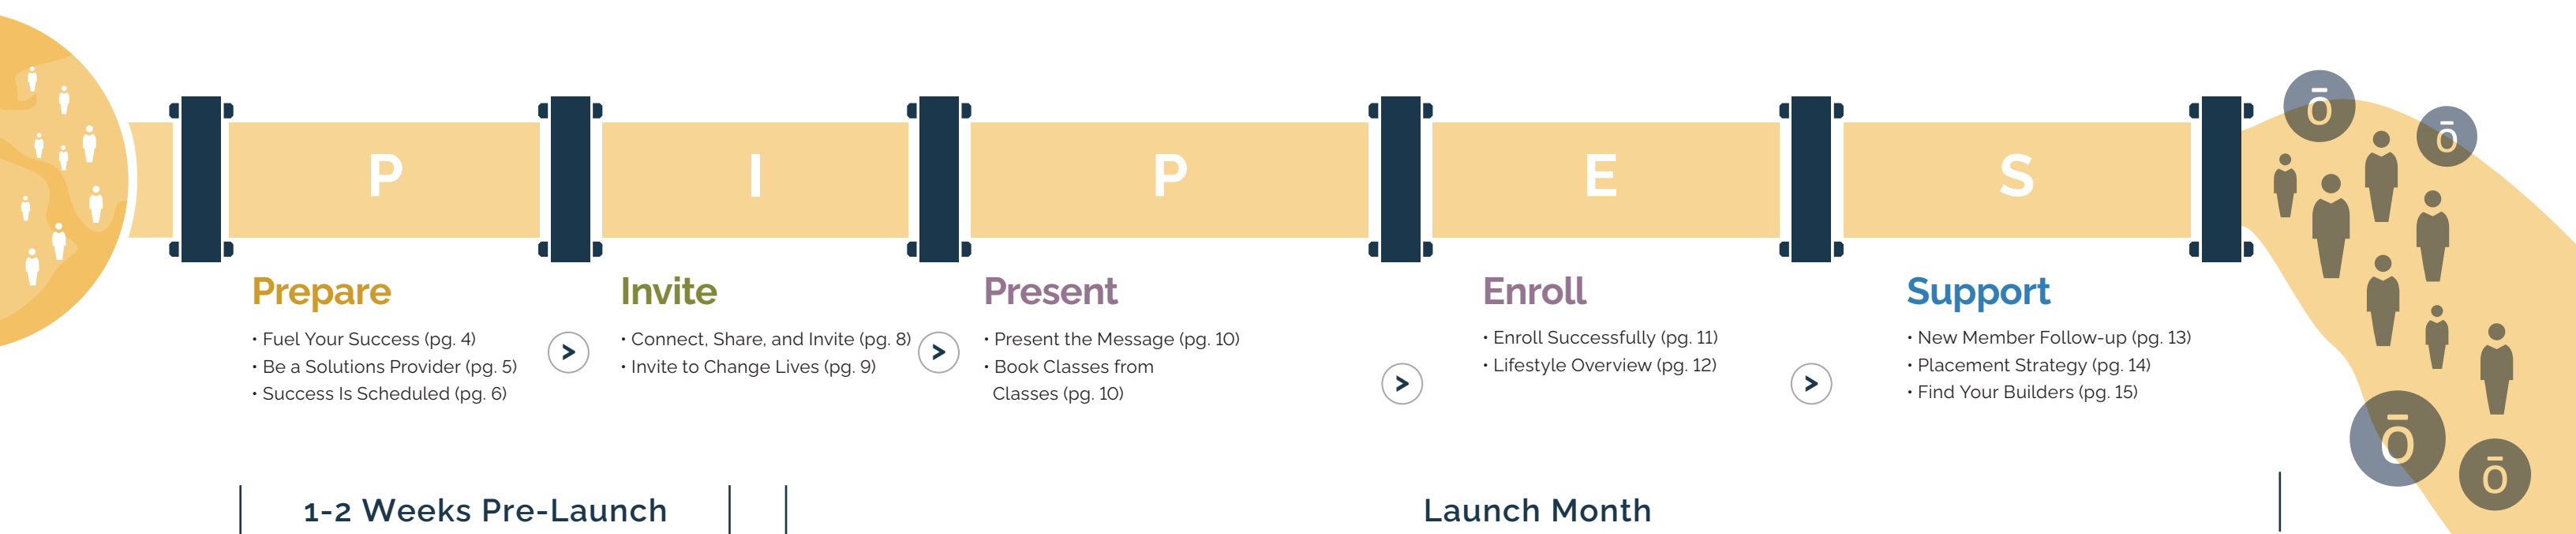 P
I
P
E
S
ō
ō
Prepare
• Fuel Your Success (pg. 4)
• Be a Solutions Provider (pg. 5)
• Success Is Scheduled (pg. 6)
>
Invite
• Connect, Share, and Invite (pg. 8)
• Invite to Change Lives (pg. 9)
>
Present
• Present the Message (pg. 10)
• Book Classes from
Classes (pg. 10)
>
Enroll
• Enroll Successfully (pg. 11)
• Lifestyle Overview (pg. 12)
>
Support
• New Member Follow-up (pg. 13)
• Placement Strategy (pg. 14)
• Find Your Builders (pg. 15)
ō
ō
1-2 Weeks Pre-Launch
Launch Month